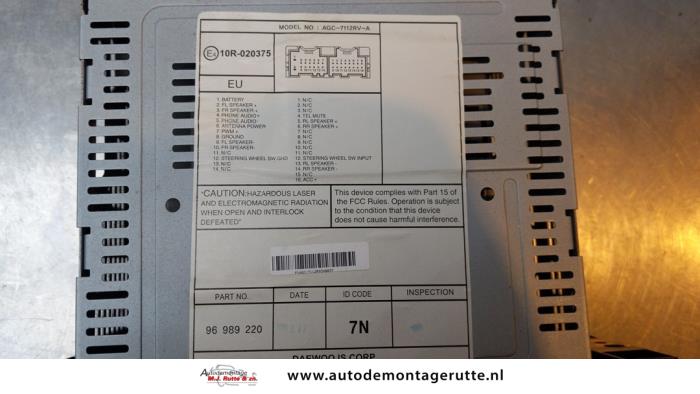 MODEL NO : AGC-7112RV-A
E4 10R-020375
EU
1. BATTERY
2. FL SPEAKER +
3. FR SPEAKER +
4. PHONE AUDIO+
5. PHONE AUDIO-
6. ANTENNA POWER
7. PWM +
8. GROUND
9. FL SPEAKER-
10. FR SPEAKER-
11. N/C
12. STEERING WHEEL SW GHD
13. N/C
14. N/C
1. N/C
2. N/C
3. N/C
4. TEL MUTE
5. RL SPEAKER +
6. RR SPEAKER +
7. N/C
8. N/C
9. N/C
10. N/C
11. N/C
12. STEERING WHEEL SW INPUT
13. RL SPEAKER -
14. RR SPEAKER -
15. N/C
16. ACC+
"CAUTION:HAZARDOUS LASER
AND ELECTROMAGNETIC RADIATION
WHEN OPEN AND INTERLOCK
DEFEATED"
This device complies with Part 15 of
the FCC Rules. Operation is subject
to the condition that this device
does not cause harmful interference.
PART NO. DATE ID CODE INSPECTION
96 989 220 7N
DAEWOO IS CORP
Autodemontage
M.J. Rutte & Zn.
www.autodemontagerutte.nl